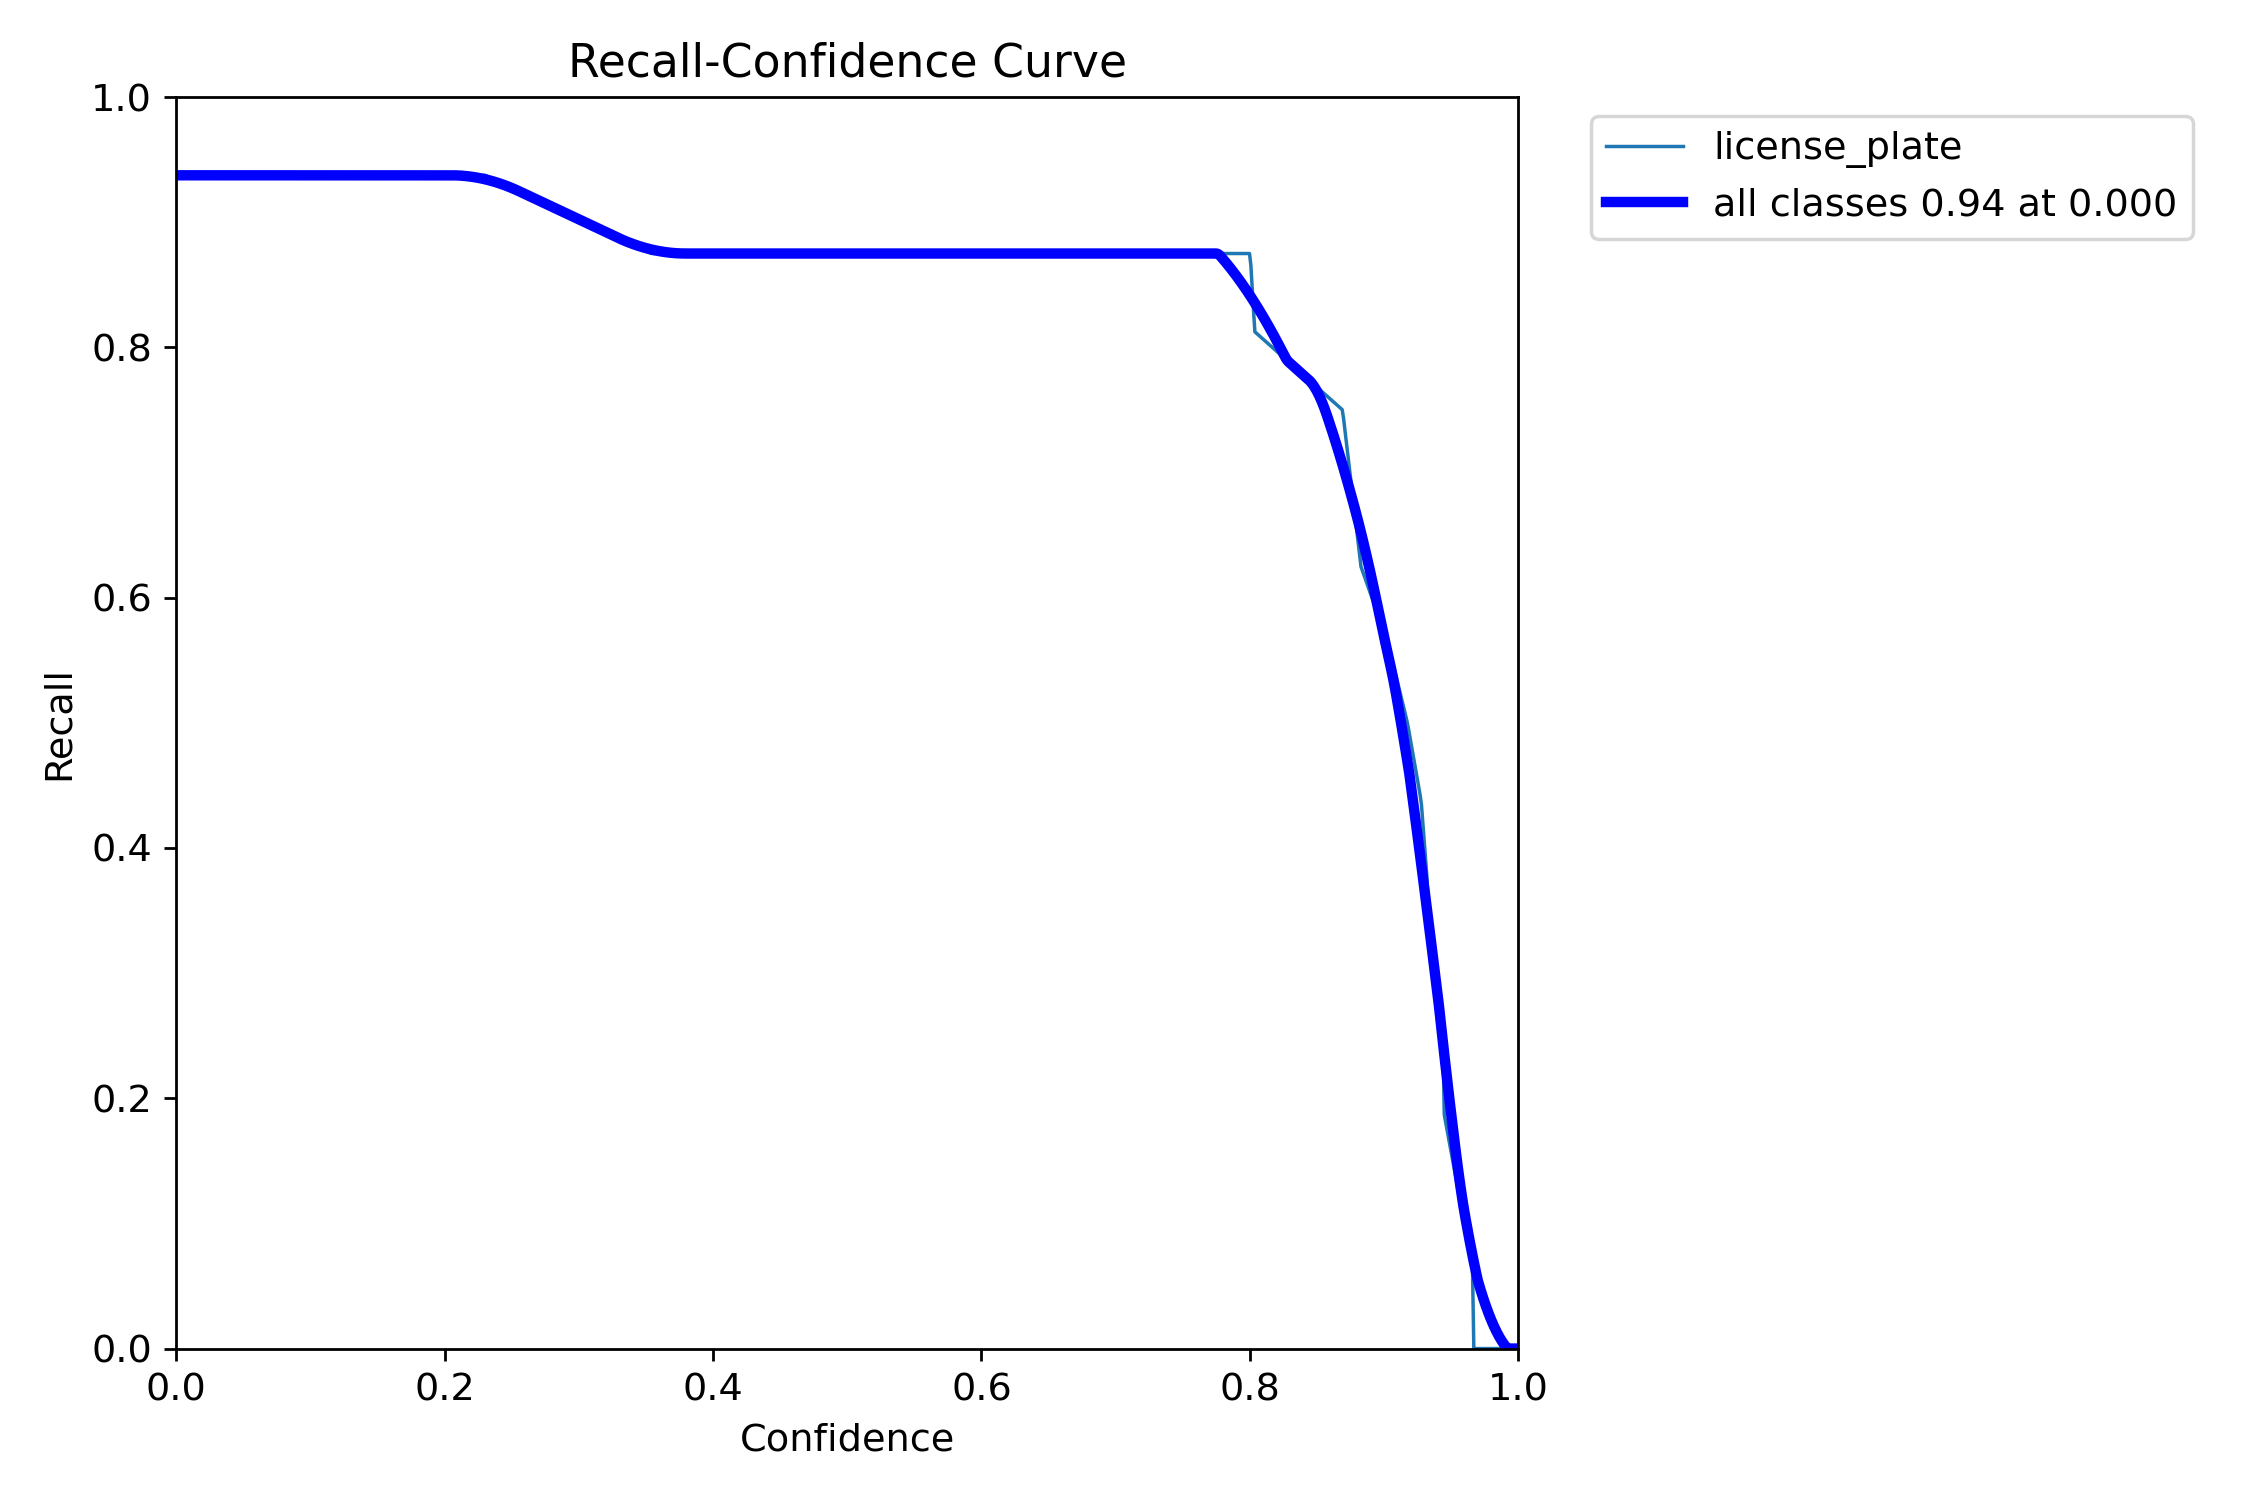 Recall-Confidence Curve
1.0
0.8
0.6
0.4
0.2
0.0
Recall
0.0 0.2 0.4 0.6 0.8 1.0
Confidence
license_plate
all classes 0.94 at 0.000